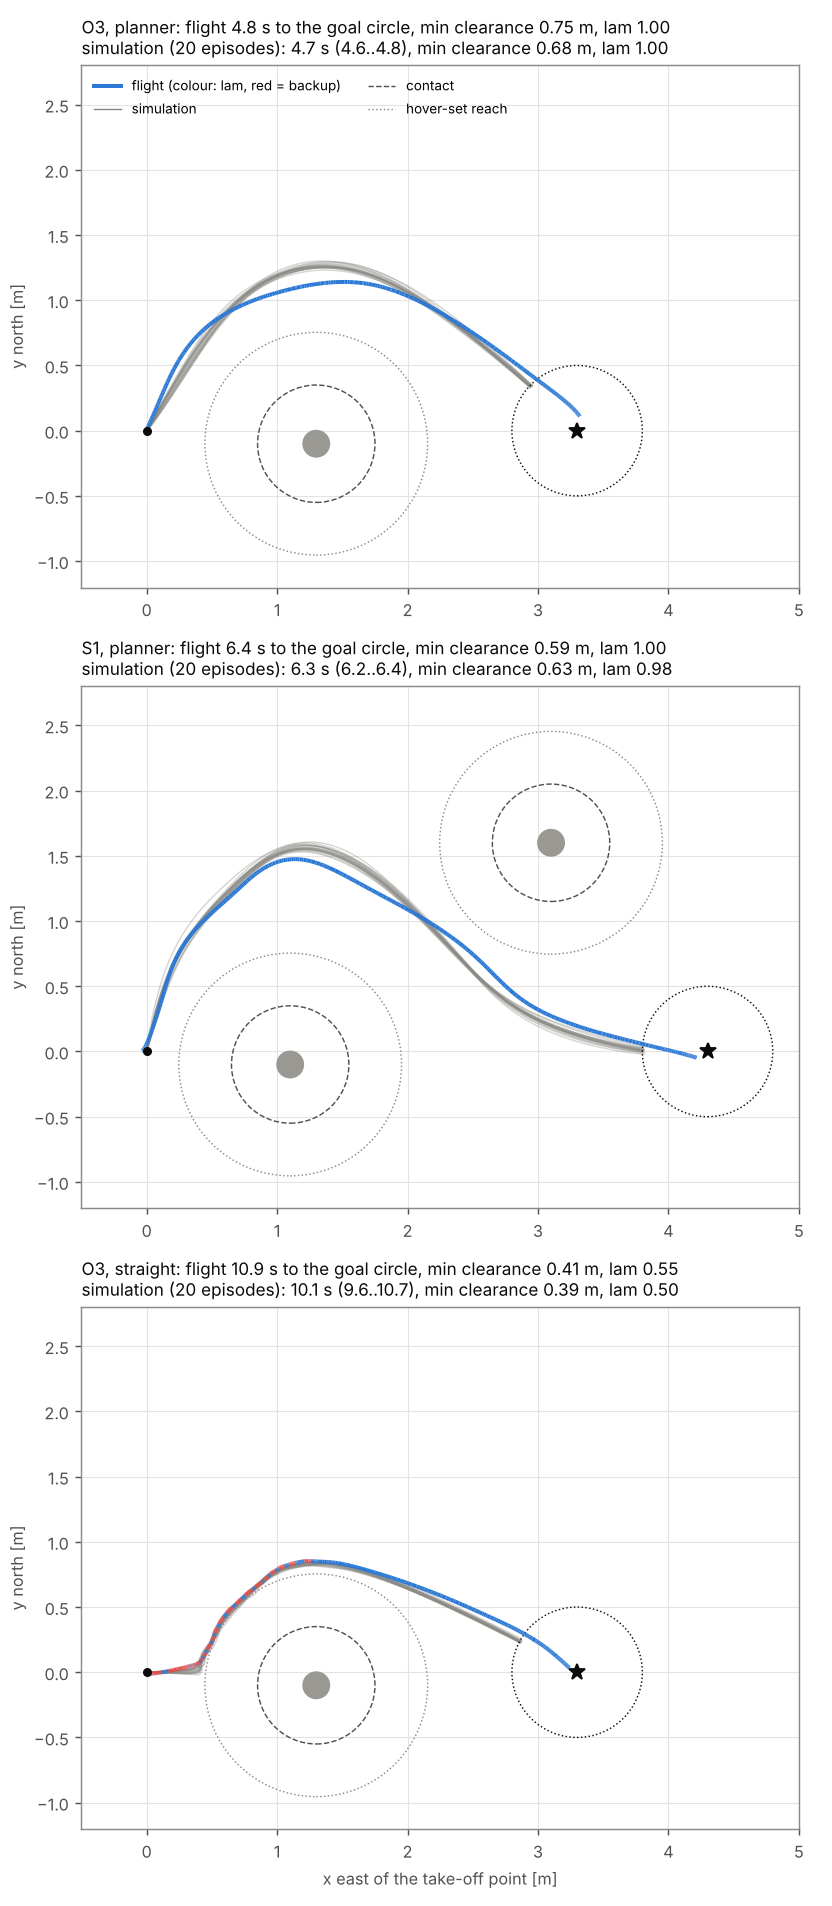 O3, planner: flight 4.8 s to the goal circle, min clearance 0.75 m, lam 1.00
simulation (20 episodes): 4.7 s (4.6..4.8), min clearance 0.68 m, lam 1.00
flight (colour: lam, red = backup)
simulation
contact
hover-set reach
2.5
2.0
1.5
1.0
0.5
0.0
−0.5
−1.0
y north [m]
0 1 2 3 4 5
S1, planner: flight 6.4 s to the goal circle, min clearance 0.59 m, lam 1.00
simulation (20 episodes): 6.3 s (6.2..6.4), min clearance 0.63 m, lam 0.98
2.5
2.0
1.5
1.0
0.5
0.0
−0.5
−1.0
y north [m]
0 1 2 3 4 5
O3, straight: flight 10.9 s to the goal circle, min clearance 0.41 m, lam 0.55
simulation (20 episodes): 10.1 s (9.6..10.7), min clearance 0.39 m, lam 0.50
2.5
2.0
1.5
1.0
0.5
0.0
−0.5
−1.0
y north [m]
0 1 2 3 4 5
x east of the take-off point [m]